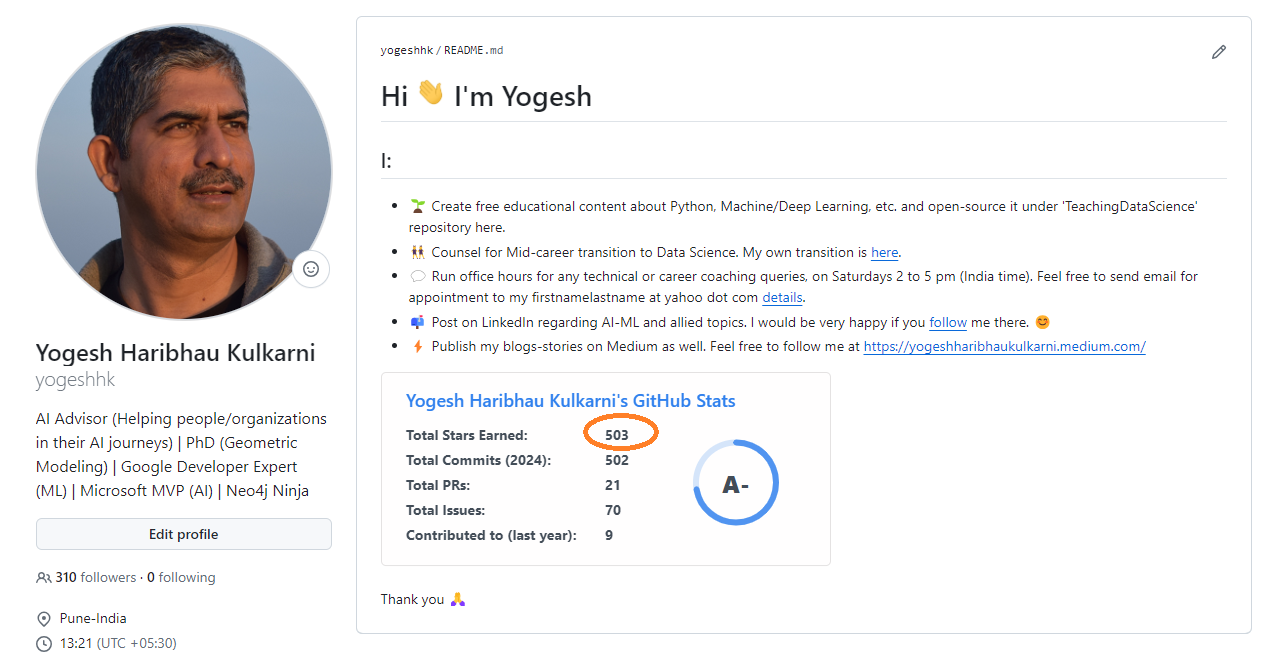 Yogesh Haribhau Kulkarni
yogeshhk
AI Advisor (Helping people/organizations
in their AI journeys) | PhD (Geometric
Modeling) | Google Developer Expert
(ML) | Microsoft MVP (AI) | Neo4j Ninja
Edit profile
310 followers · 0 following
Pune-India
13:21 (UTC +05:30)
yogeshhk / README.md
Hi 👋 I'm Yogesh
I:
• 🌱 Create free educational content about Python, Machine/Deep Learning, etc. and open-source it under 'TeachingDataScience'
repository here.
• 👯 Counsel for Mid-career transition to Data Science. My own transition is here.
• 💬 Run office hours for any technical or career coaching queries, on Saturdays 2 to 5 pm (India time). Feel free to send email for
appointment to my firstnamelastname at yahoo dot com details.
• 📫 Post on LinkedIn regarding AI-ML and allied topics. I would be very happy if you follow me there. 😊
• ⚡ Publish my blogs-stories on Medium as well. Feel free to follow me at https://yogeshharibhaukulkarni.medium.com/
Yogesh Haribhau Kulkarni's GitHub Stats
Total Stars Earned: 503
Total Commits (2024): 502
Total PRs: 21
Total Issues: 70
Contributed to (last year): 9
A-
Thank you 🙏